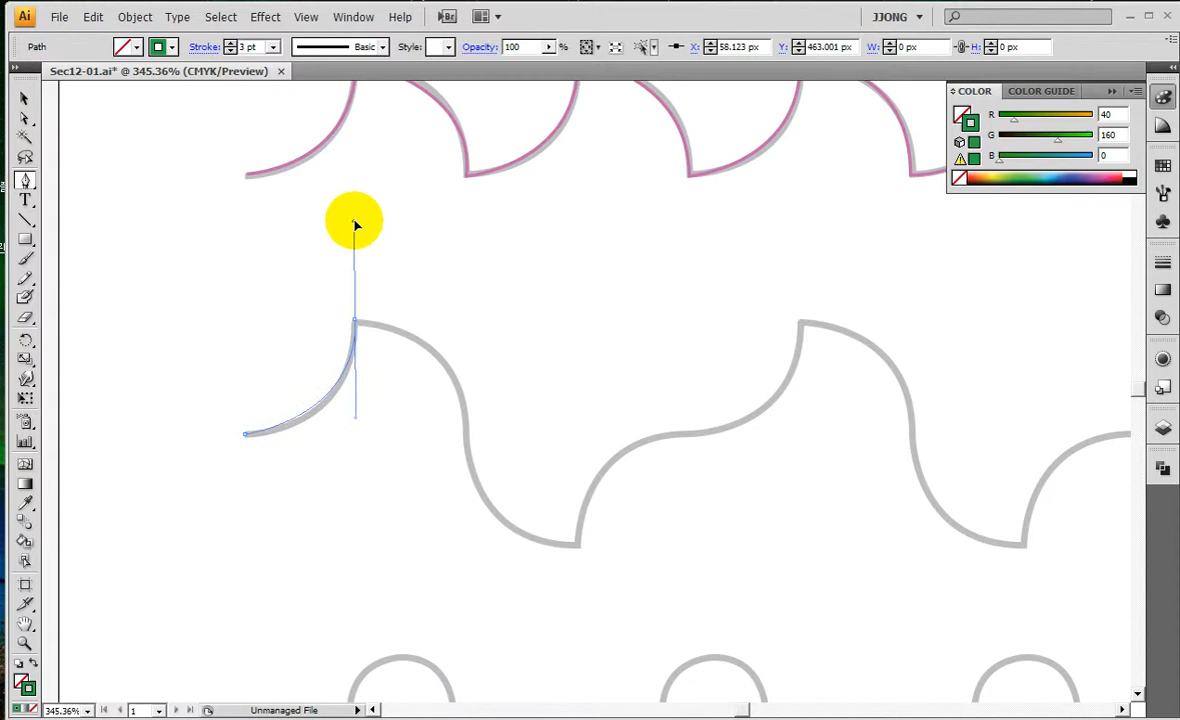 Ai File Edit Object Type Select Effect View Window Help Br JJONG
Path Stroke: 3 pt Basic Style: Opacity: 100 % X: 58.123 px Y: 463.001 px W: 0 px H: 0 px
Sec12-01.ai* @ 345.36% (CMYK/Preview)
COLOR COLOR GUIDE
R 40
G 160
B 0
T
345.36% 1 Unmanaged File